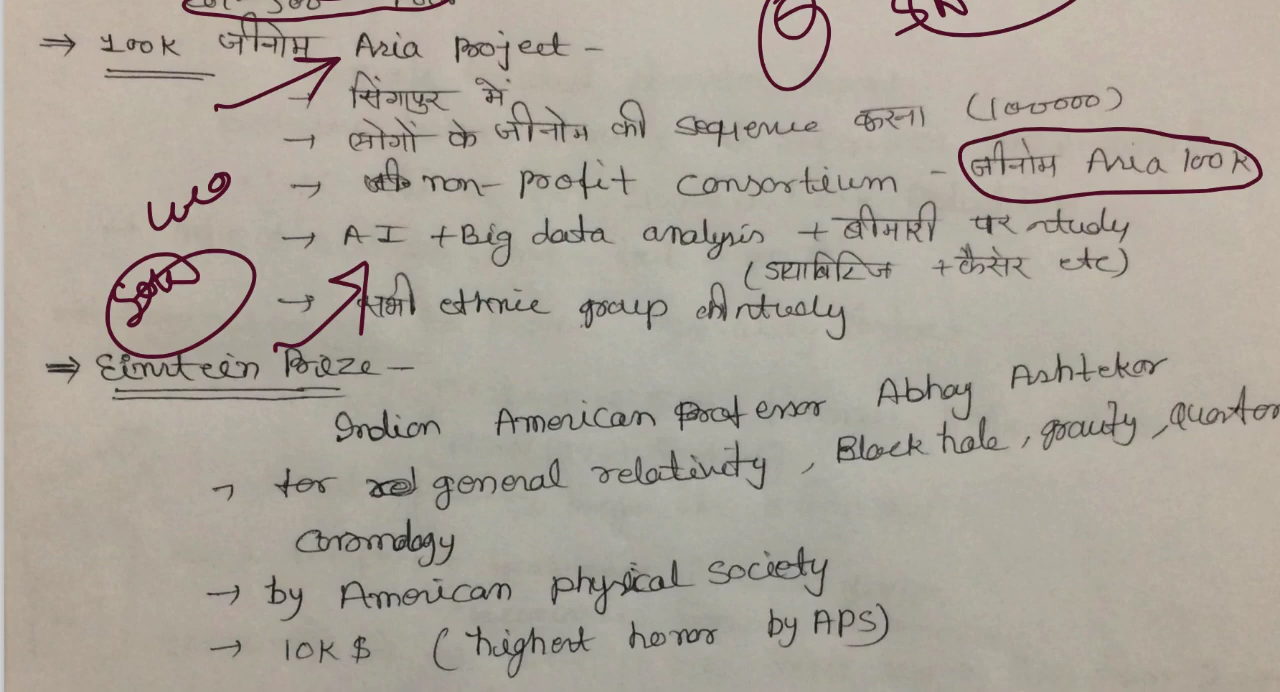 ⇒ 100K जीनोम Asia project -
→ सिंगापुर में
→ लोगों के जीनोम की sequence करना (100000)
→ non-profit consortium - जीनोम Asia 100K
→ AI + Big data analysis + बीमारी पर study
(डायबिटिज + कैसेर etc)
→ सभी ethnic group की study
⇒ Einstein Prize -
Indian American professor Abhay Ashtekar
→ for general relativity, Black hole, gravity, quantom
cosmology
→ by American physical society
→ 10K $ (highest honor by APS)